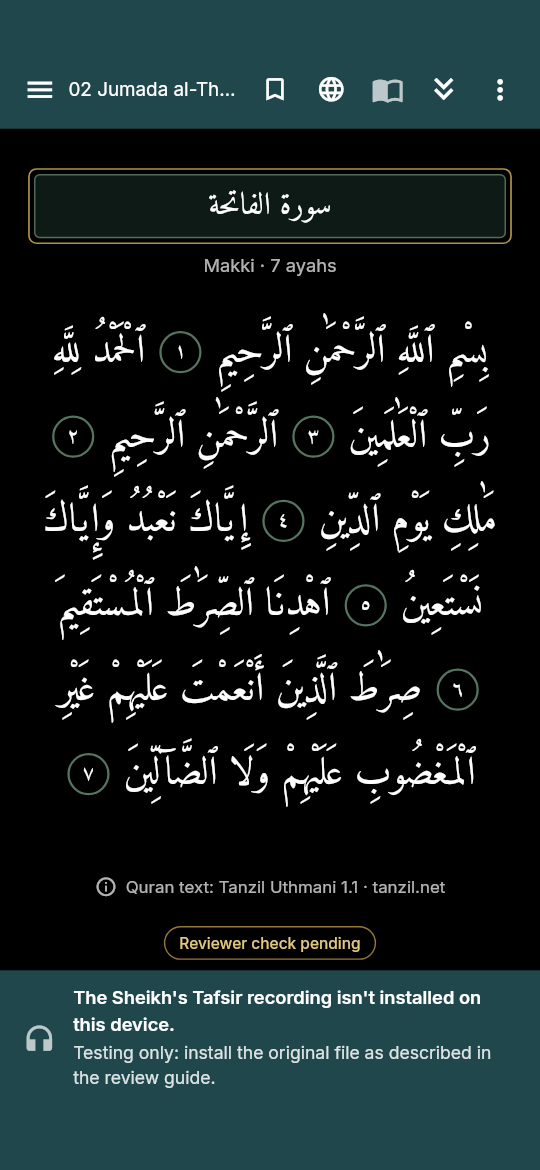 02 Jumada al-Th...
سورة الفاتحة
Makki · 7 ayahs
بِسْمِ ٱللَّهِ ٱلرَّحْمَٰنِ ٱلرَّحِيمِ ١ ٱلْحَمْدُ لِلَّهِ
رَبِّ ٱلْعَٰلَمِينَ ٣ ٱلرَّحْمَٰنِ ٱلرَّحِيمِ ٢
مَٰلِكِ يَوْمِ ٱلدِّينِ ٤ إِيَّاكَ نَعْبُدُ وَإِيَّاكَ
نَسْتَعِينُ ٥ ٱهْدِنَا ٱلصِّرَٰطَ ٱلْمُسْتَقِيمَ
٦ صِرَٰطَ ٱلَّذِينَ أَنْعَمْتَ عَلَيْهِمْ غَيْرِ
ٱلْمَغْضُوبِ عَلَيْهِمْ وَلَا ٱلضَّآلِّينَ ٧
Quran text: Tanzil Uthmani 1.1 · tanzil.net
Reviewer check pending
The Sheikh's Tafsir recording isn't installed on
this device.
Testing only: install the original file as described in
the review guide.